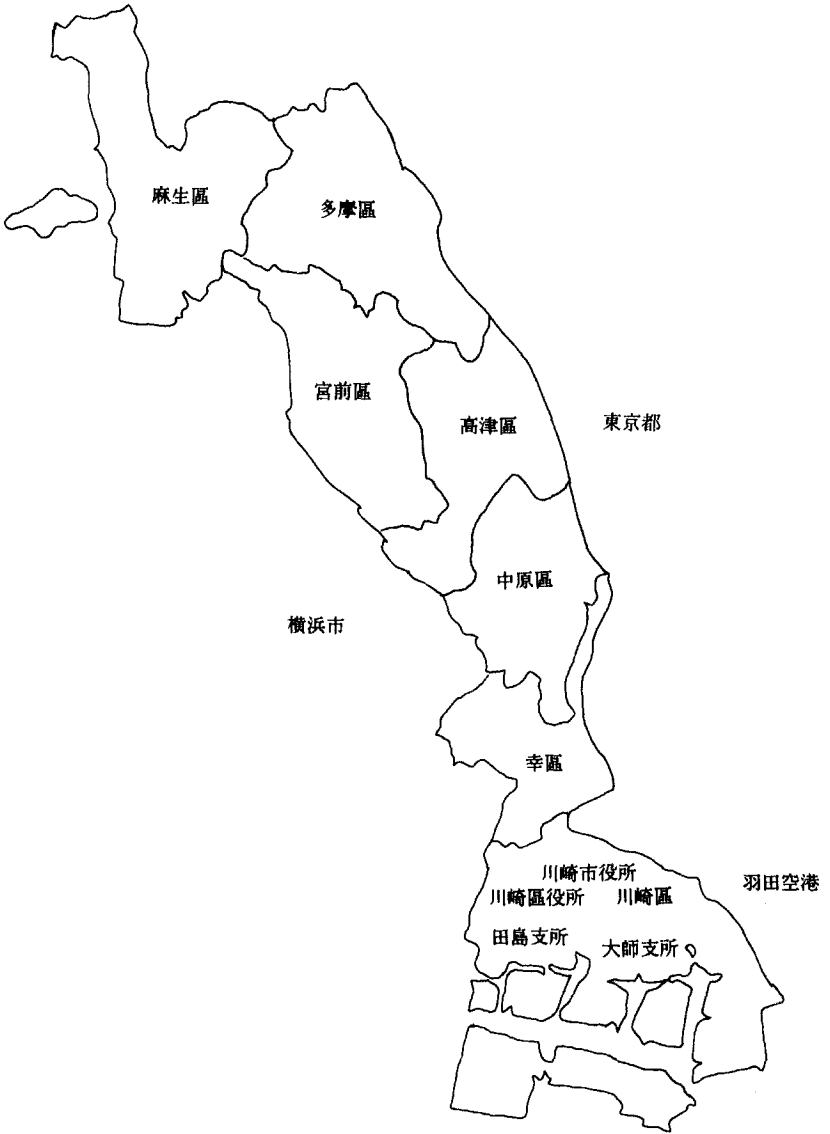 麻生區
多摩區
宮前區
高津區
東京都
中原區
横浜市
幸區
川崎市役所
羽田空港
川崎區役所 川崎區
田島支所
大師支所